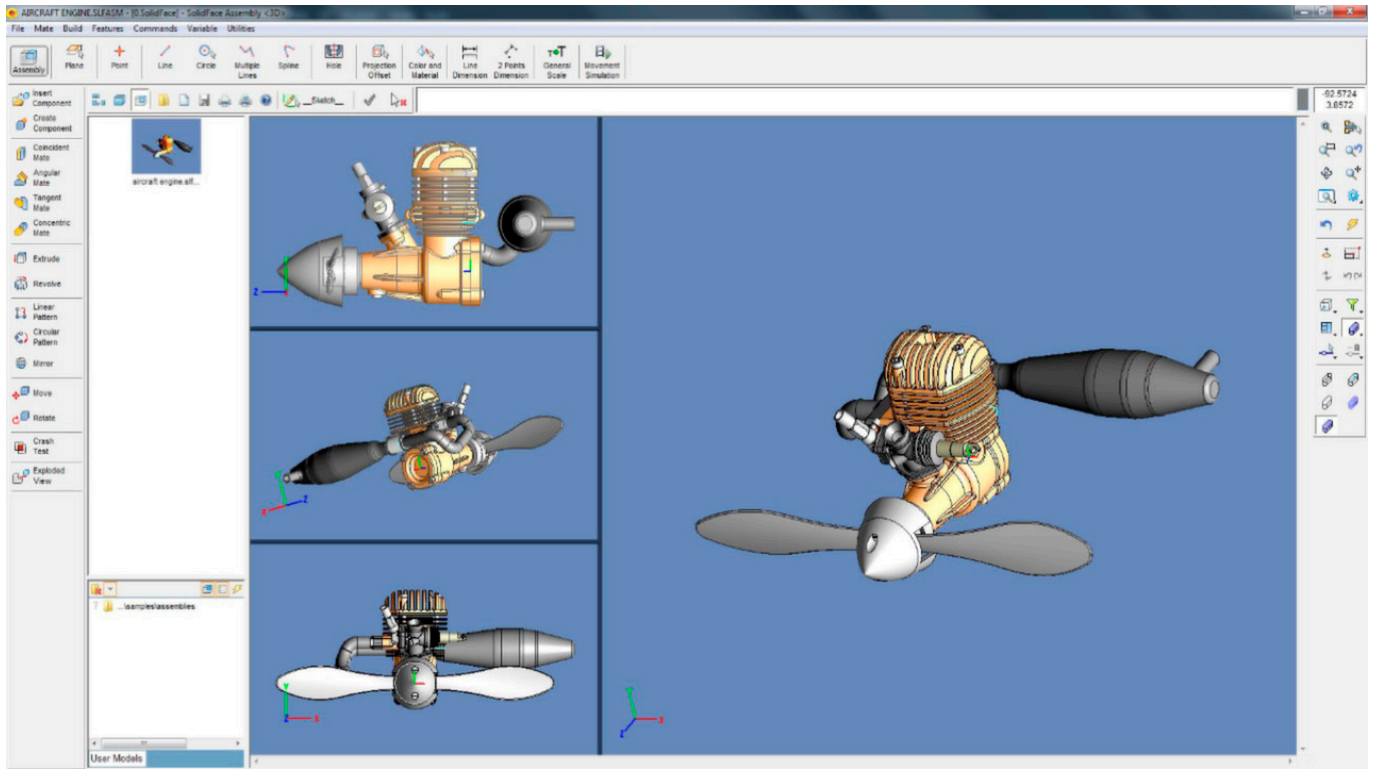 AIRCRAFT ENGINE.SLFASM - [0.SolidFace] - SolidFace Assembly <3D>
File Mate Build Features Commands Variable Utilities
Assembly
Plane
Point
Line
Circle
Multiple
Lines
Spline
Hole
Projection
Offset
Color and
Material
Line
Dimension
2 Points
Dimension
General
Scale
Movement
Simulation
Insert
Component
Create
Component
Coincident
Mate
Angular
Mate
Tangent
Mate
Concentric
Mate
Extrude
Revolve
Linear
Pattern
Circular
Pattern
Mirror
Move
Rotate
Crash
Test
Exploded
View
__Sketch__
-92.5724
3.8572
aircraft engine.slf...
Z
Y
X
Z
Y
Z
X
Y
X
Z
...\samples\assemblies
User Models